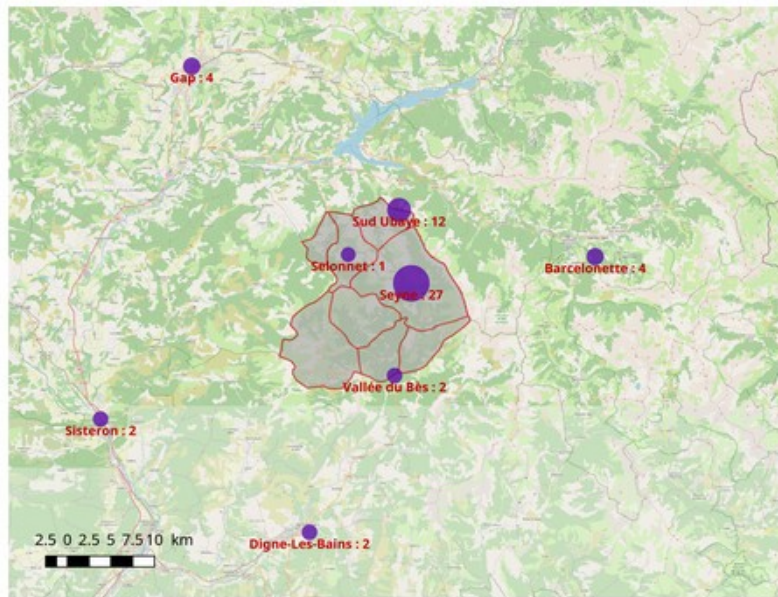 Gap : 4
Sud Ubaye : 12
Selonnet : 1
Barcelonette : 4
Seyne : 27
Vallée du Bès : 2
Sisteron : 2
Digne-Les-Bains : 2
2.5 0 2.5 5 7.5 10 km